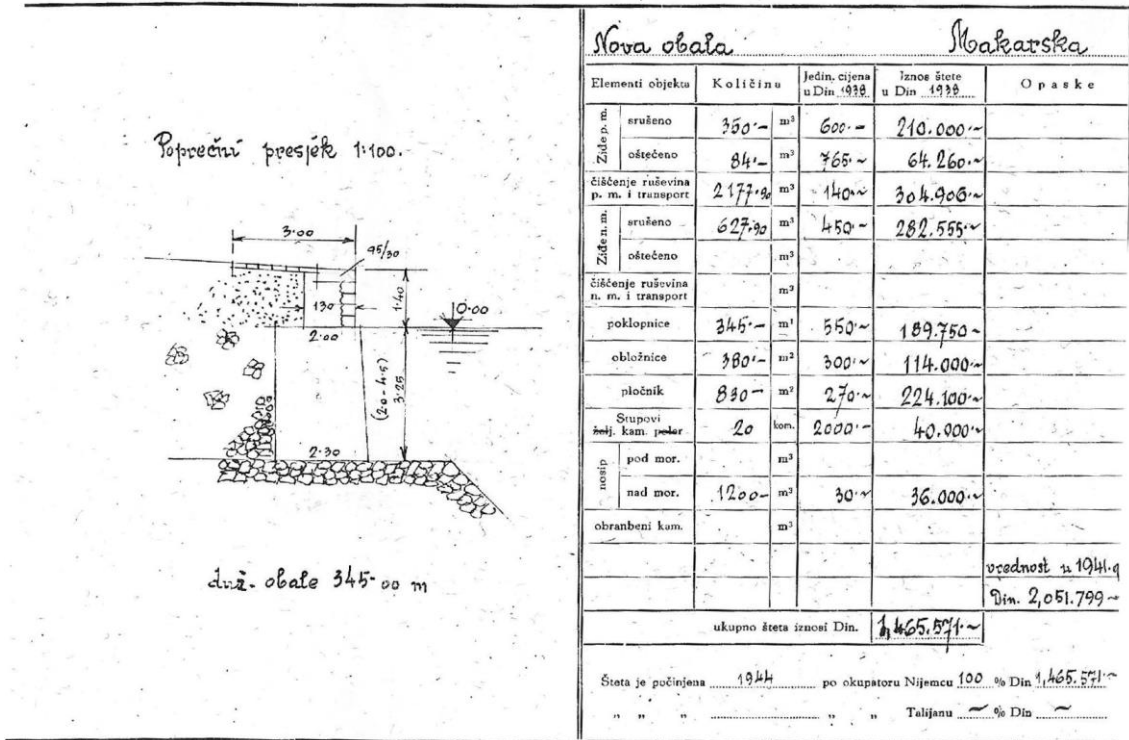 Poprečni presjek 1:100.
3.00
95/30
130
1.40
0.00
2.00
(2.0-4.5)
3.25
2.30
duž. obale 345.00 m
Nova obala Makarska
Elementi objekta Količinu Jedin. cijena u Din 1938 Iznos štete u Din 1938 Opaske
Ziđe p. m. srušeno 350.- m³ 600.- 210.000.~
oštećeno 84.- m³ 765.~ 64.260.~
čišćenje ruševina p. m. i transport 2177.90 m³ 140.~ 304.906.~
Ziđe n. m. srušeno 627.90 m³ 450.~ 282.555.~
oštećeno m³
čišćenje ruševina n. m. i transport m³
poklopnice 345.- m¹ 550.~ 189.750.~
obložnice 380.- m² 300.~ 114.000.~
pločnik 830- m² 270.~ 224.100.~
Stupovi
želj. kam. poler 20 kom. 2000.- 40.000.~
nosip pod mor. m³
nad mor. 1200- m³ 30.~ 36.000.~
obranbeni kam. m³
vrednost u 1941.g
Din. 2,051.799~
ukupno šteta iznosi Din. 1,465.571.~
Šteta je počinjena 1944 po okupatoru Nijemcu 100 % Din 1,465.571.~
" " " " " Talijanu ~ % Din ~